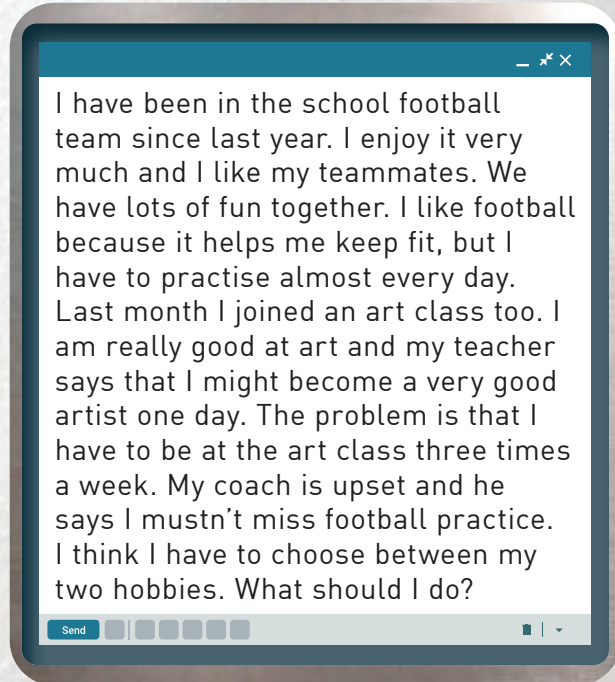 I have been in the school football
team since last year. I enjoy it very
much and I like my teammates. We
have lots of fun together. I like football
because it helps me keep fit, but I
have to practise almost every day.
Last month I joined an art class too. I
am really good at art and my teacher
says that I might become a very good
artist one day. The problem is that I
have to be at the art class three times
a week. My coach is upset and he
says I mustn’t miss football practice.
I think I have to choose between my
two hobbies. What should I do?
Send